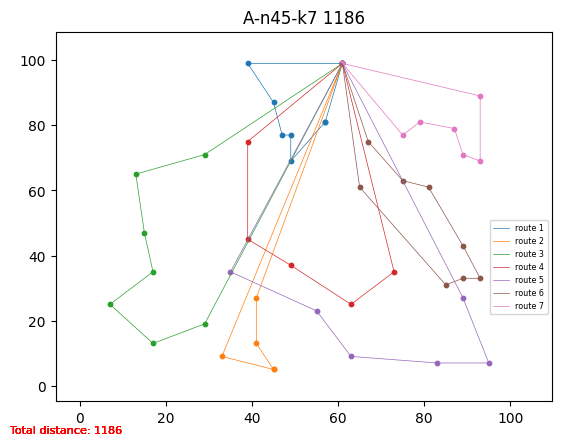 A-n45-k7 1186
100
80
60
40
20
0
0
20
40
60
80
100
route 1
route 2
route 3
route 4
route 5
route 6
route 7
Total distance: 1186